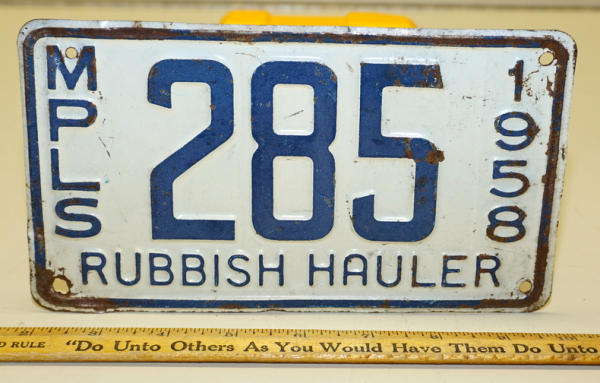 MPLS
285
1958
RUBBISH HAULER
D RULE "Do Unto Others As You Would Have Them Do Unto